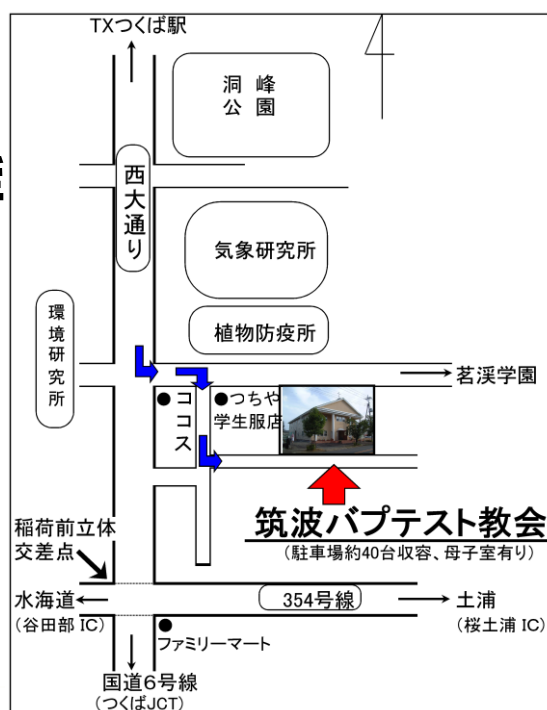 TXつくば駅
洞峰
公園
西大通り
気象研究所
植物防疫所
環境研究所
茗渓学園
ココス
つちや
学生服店
筑波バプテスト教会
(駐車場約40台収容、母子室有り)
稲荷前立体
交差点
水海道
(谷田部 IC)
354号線
土浦
(桜土浦 IC)
ファミリーマート
国道6号線
(つくばJCT)